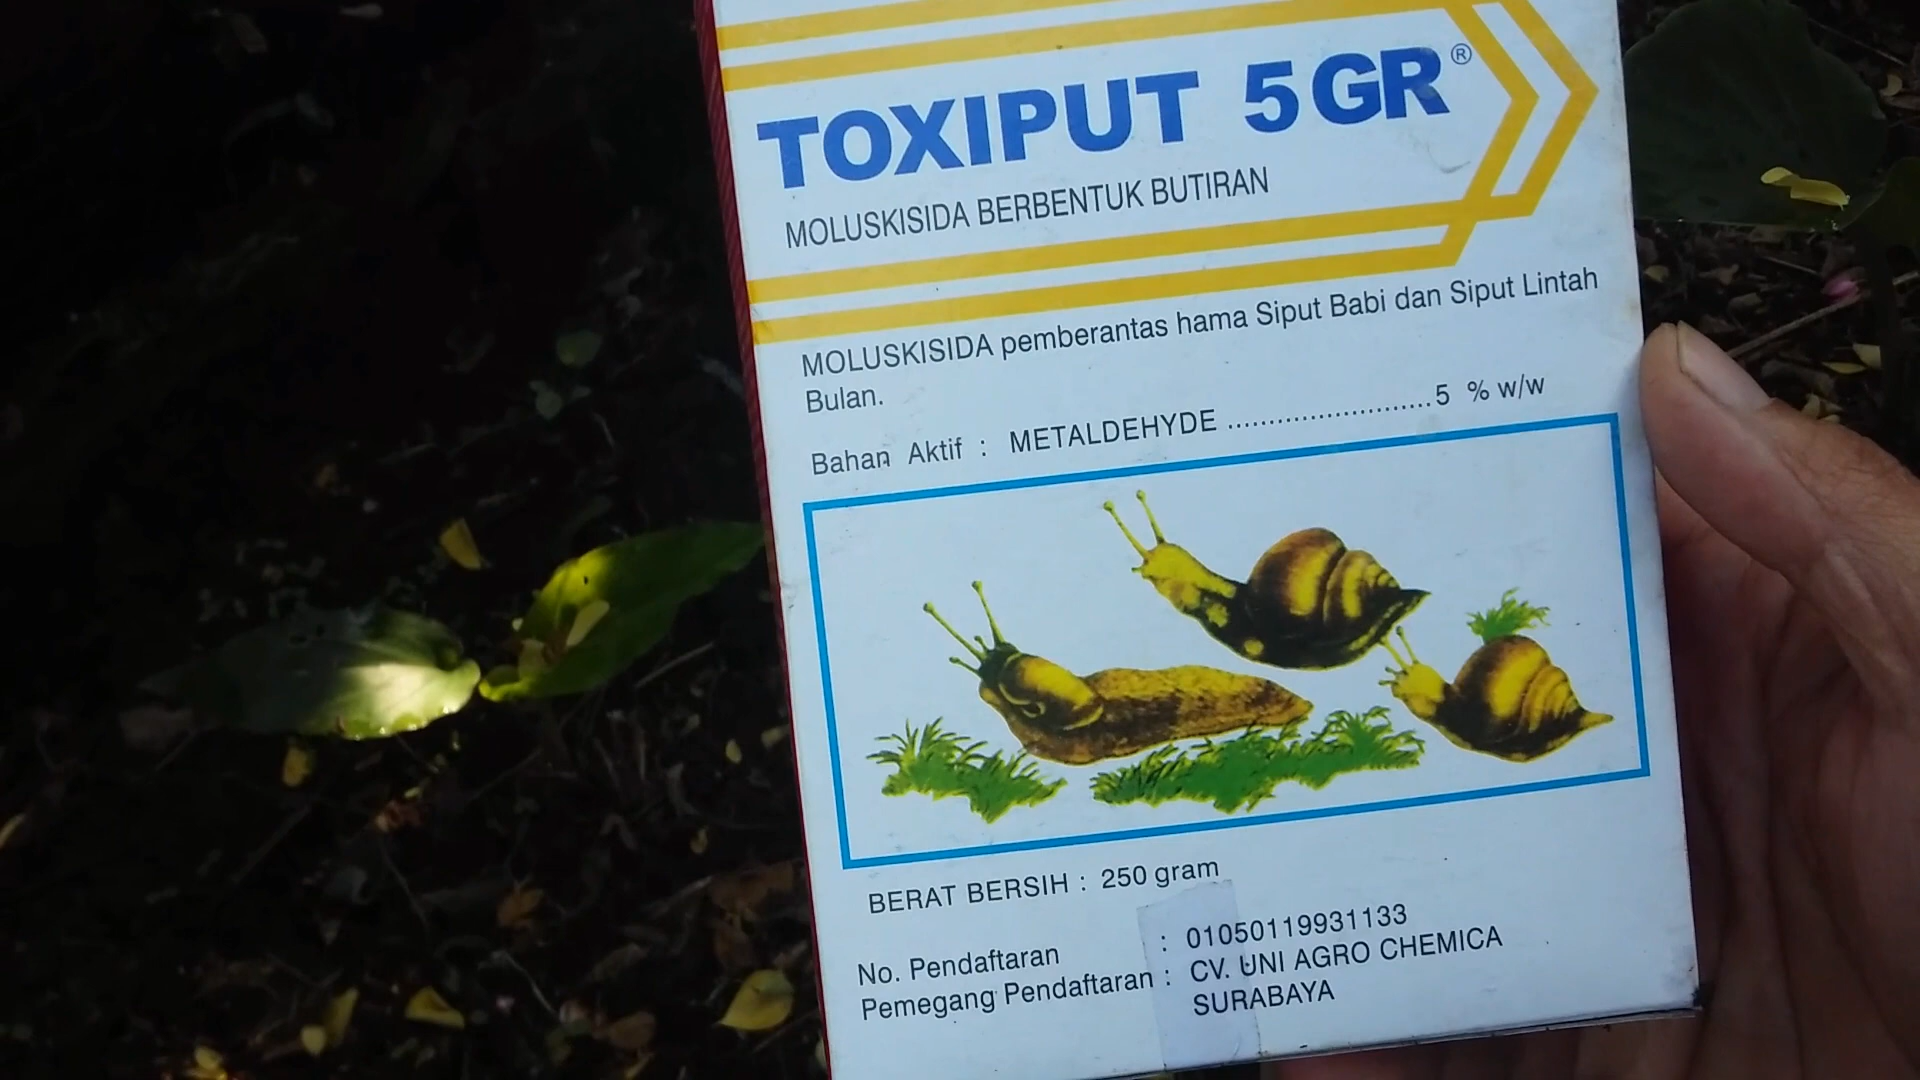 TOXIPUT 5GR®
MOLUSKISIDA BERBENTUK BUTIRAN
MOLUSKISIDA pemberantas hama Siput Babi dan Siput Lintah
Bulan.
Bahan Aktif : METALDEHYDE ......................... 5 % w/w
BERAT BERSIH : 250 gram
No. Pendaftaran : 01050119931133
Pemegang Pendaftaran : CV. UNI AGRO CHEMICA
SURABAYA